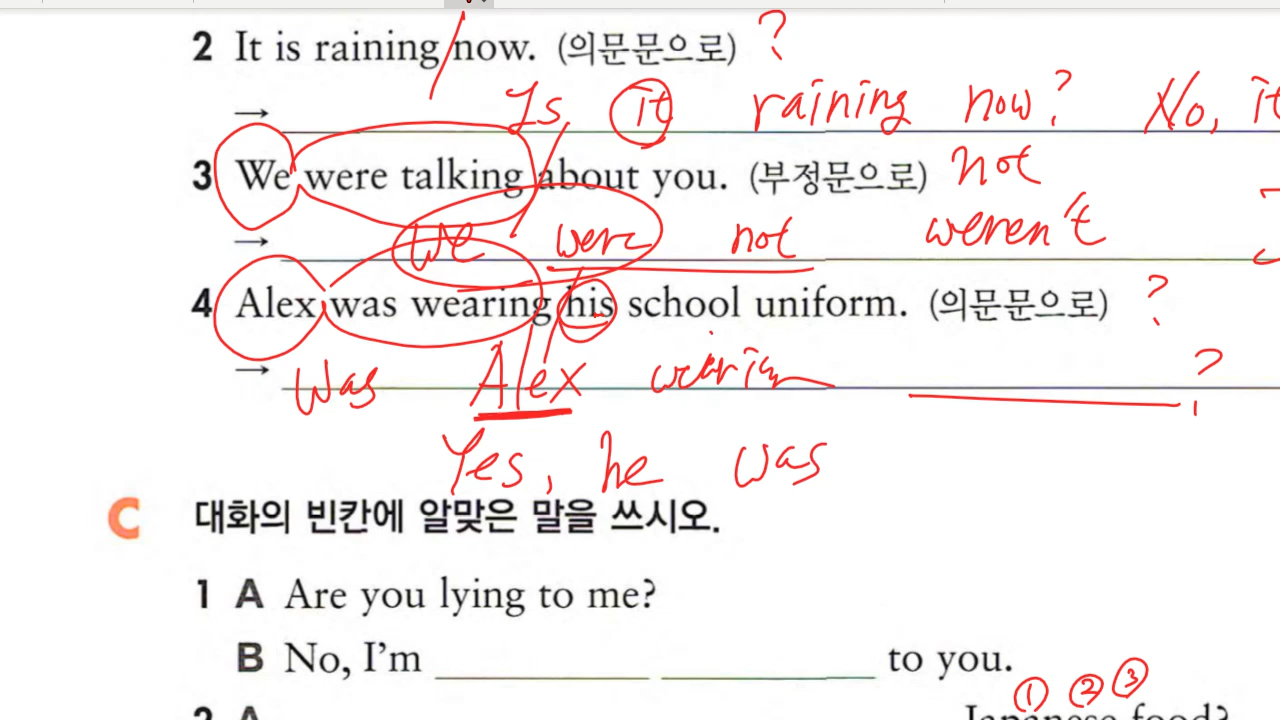 2 It is raining now. (의문문으로) ?
→ Is it raining now? No, it
3 We were talking about you. (부정문으로) not
→ We were not weren't
4 Alex was wearing his school uniform. (의문문으로) ?
→ Was Alex ?
Yes, he was
C 대화의 빈칸에 알맞은 말을 쓰시오.
1 A Are you lying to me?
B No, I'm to you.
① ② ③
2 A Japanese food?